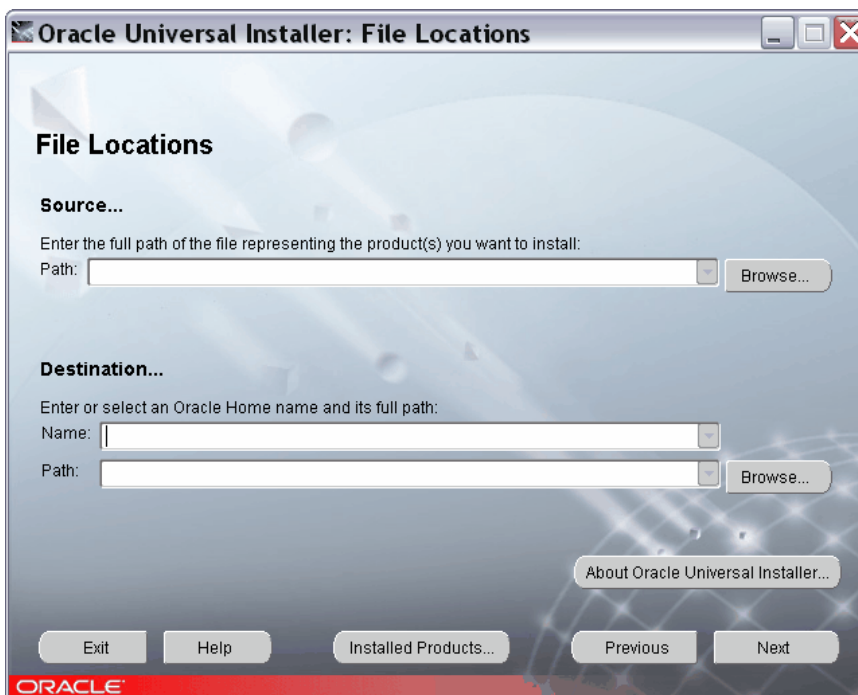 Oracle Universal Installer: File Locations
File Locations
Source...
Enter the full path of the file representing the product(s) you want to install:
Path:
Browse...
Destination...
Enter or select an Oracle Home name and its full path:
Name:
Path:
Browse...
About Oracle Universal Installer...
Exit
Help
Installed Products...
Previous
Next
ORACLE